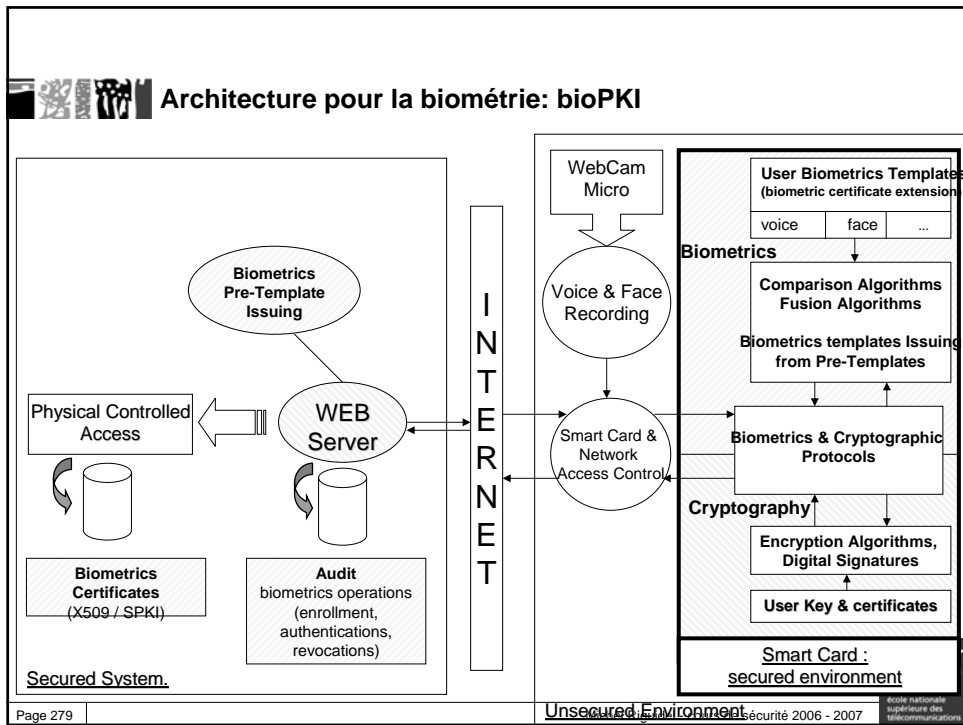 Architecture pour la biométrie: bioPKI
Biometrics
Pre-Template
Issuing
Physical Controlled
Access
WEB
Server
Biometrics
Certificates
(X509 / SPKI)
Audit
biometrics operations
(enrollment,
authentications,
revocations)
Secured System.
I
N
T
E
R
N
E
T
WebCam
Micro
Voice & Face
Recording
Smart Card &
Network
Access Control
User Biometrics Templates
(biometric certificate extension)
voice face ...
Biometrics
Comparison Algorithms
Fusion Algorithms
Biometrics templates Issuing
from Pre-Templates
Biometrics & Cryptographic
Protocols
Cryptography
Encryption Algorithms,
Digital Signatures
User Key & certificates
Smart Card :
secured environment
Unsecured Environment
Page 279
sécurité 2006 - 2007
école nationale
supérieure des
télécommunications